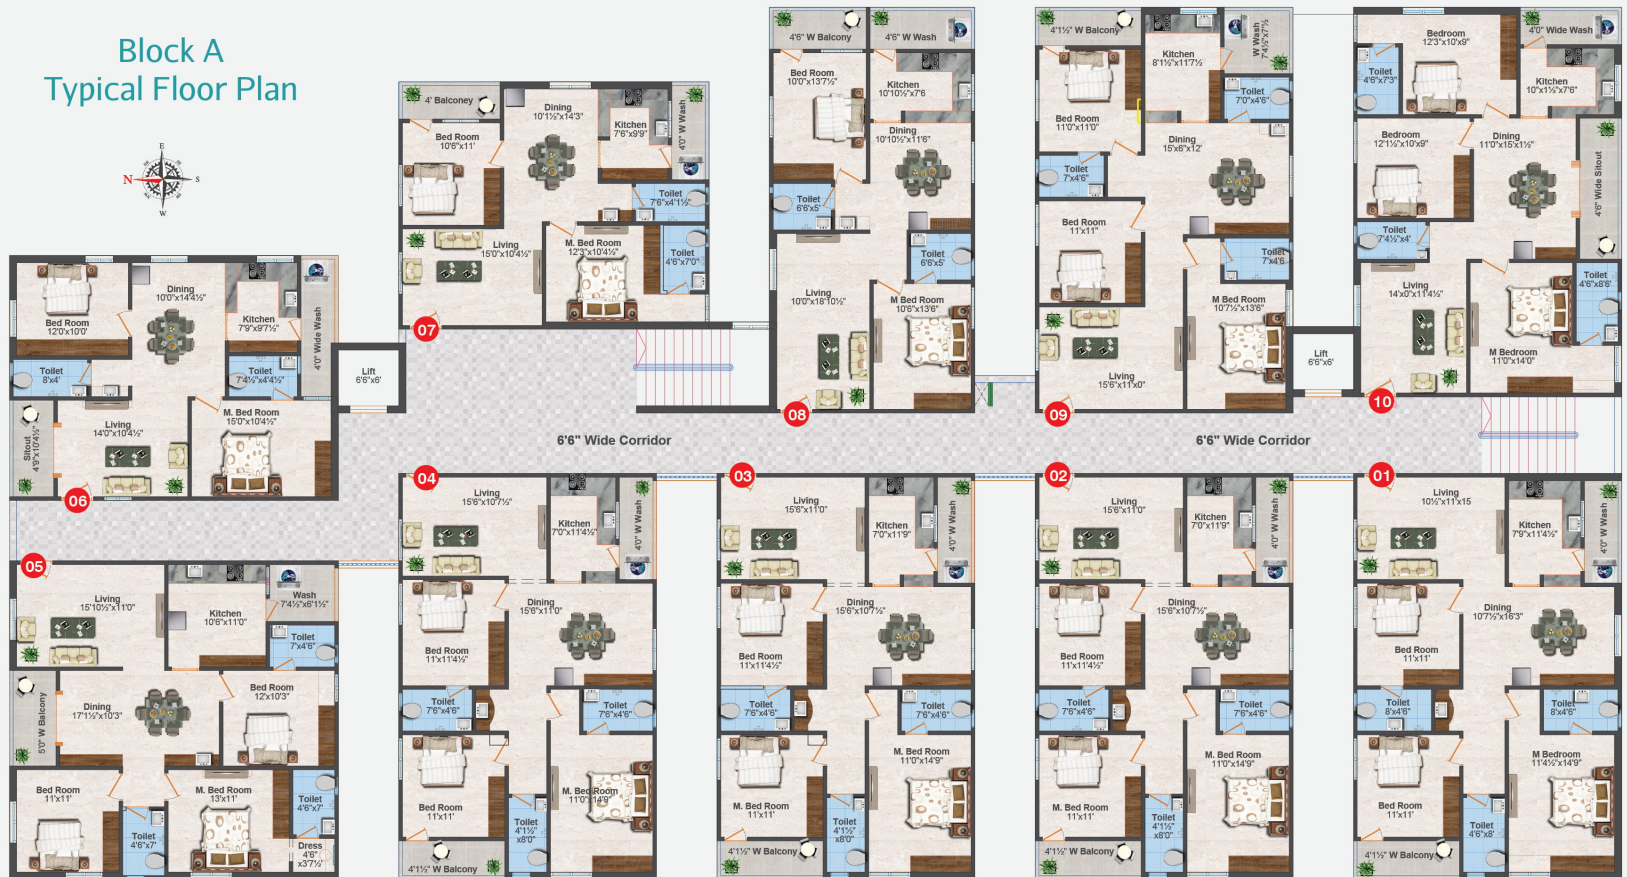 Block A
Typical Floor Plan
E
N
S
W
4' Balconey
Bed Room
10'6"x11'
Dining
10'1½"x14'3"
Kitchen
7'6"x9'9"
4'0" W Wash
Toilet
7'6"x4'1½"
Living
15'0"x10'4½"
M. Bed Room
12'3"x10'4½"
Toilet
4'6"x7'0"
07
4'6" W Balcony
4'6" W Wash
Bed Room
10'0"x13'7½"
Kitchen
10'10½"x7'6
Dining
10'10½"x11'6"
Toilet
6'6"x5'
Toilet
6'6"x5'
Living
10'0"x18'10½"
M Bed Room
10'6"x13'6"
08
4'1½" W Balcony
Kitchen
8'1½"x11'7½
W Wash
7'4½"x7'½
Bed Room
11'0"x11'0"
Toilet
7'0"x4'6"
Dining
15'x6"x12'
Toilet
7'x4'6"
Bed Room
11'x11"
Toilet
7'x4'6
M Bed Room
10'7½"x13'6"
Living
15'6"x11'x0"
09
Bedroom
12'3"x10'x9"
4'0" Wide Wash
Toilet
4'6"x7'3"
Kitchen
10"x1½"x7'6"
Bedroom
12'1½"x10'x9"
Dining
11'0"x15'x1½"
4'6" Wide Sitout
Toilet
7'4½"x4'
Living
14'x0"x11'4½"
Toilet
4'6"x8'6'
M Bedroom
11'0"x14'0"
10
Lift
6'6"x6'
Bed Room
12'0"x10'0'
Dining
10'0"x14'4½"
Kitchen
7'9"x9'7½"
4'0" Wide Wash
Toilet
8'x4'
Toilet
7'4½"x4'4½"
Sitout
4'9"x10'4½"
Living
14'0"x10'4½"
M. Bed Room
15'0"x10'4½"
06
Lift
6'6"x6'
6'6" Wide Corridor
6'6" Wide Corridor
05
Living
15'10½"x11'0"
Kitchen
10'6"x11'0"
Wash
7'4½"x6'1½"
Toilet
7'x4'6"
5'0" W Balcony
Dining
17'1½"x10'3"
Bed Room
12'x10'3"
Bed Room
11'x11'
Toilet
4'6"x7'
M. Bed Room
13'x11'
Toilet
4'6"x7'
Dress
4'6"
x3'7½"
04
Living
15'6"x10'7½"
Kitchen
7'0"x11'4½"
4'0" W Wash
Dining
15'6"x11'0"
Bed Room
11'x11'4½"
Toilet
7'6"x4'6"
Toilet
7'6"x4'6"
Bed Room
11'x11'
M. Bed Room
11'0"x14'9"
Toilet
4'1½"
x8'0"
4'1½" W Balcony
03
Living
15'6"x11'0"
Kitchen
7'0"x11'9"
4'0" W Wash
Dining
15'6"x10'7½"
Bed Room
11'x11'4½"
Toilet
7'6"x4'6"
Toilet
7'6"x4'6"
M. Bed Room
11'x11'
M. Bed Room
11'0"x14'9"
Toilet
4'1½"
x8'0"
4'1½" W Balcony
02
Living
15'6"x11'0"
Kitchen
7'0"x11'9"
4'0" W Wash
Dining
15'6"x10'7½"
Bed Room
11'x11'4½"
Toilet
7'6"x4'6"
Toilet
7'6"x4'6"
M. Bed Room
11'x11'
M. Bed Room
11'0"x14'9"
Toilet
4'1½"
x8'0"
4'1½" W Balcony
01
Living
10½"x11'x15
Kitchen
7'9"x11'4½"
4'0" W Wash
Dining
10'7½"x16'3"
Bed Room
11'x11'
Toilet
8'x4'6"
Toilet
8'x4'6"
Bed Room
11'x11'
M Bedroom
11'4½"x14'9"
Toilet
4'6"x8'
4'1½" W Balcony